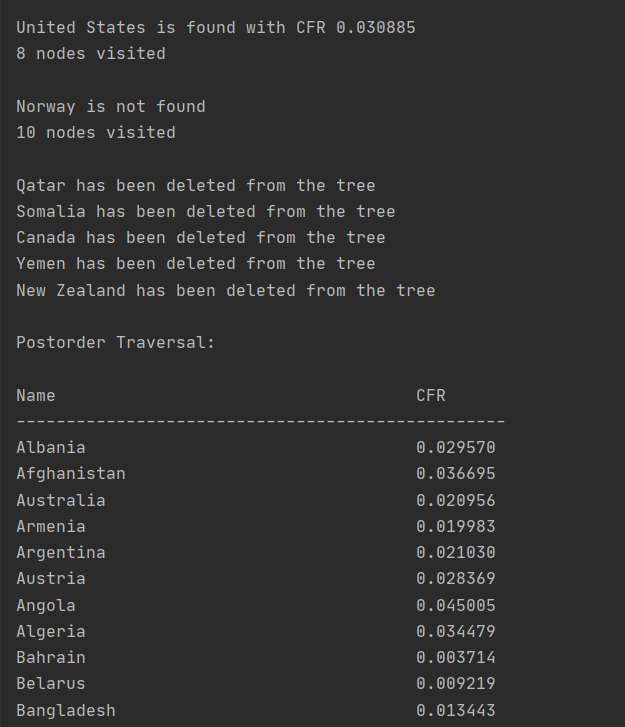 United States is found with CFR 0.030885
8 nodes visited
Norway is not found
10 nodes visited
Qatar has been deleted from the tree
Somalia has been deleted from the tree
Canada has been deleted from the tree
Yemen has been deleted from the tree
New Zealand has been deleted from the tree
Postorder Traversal:
Name CFR
-------------------------------------------------
Albania 0.029570
Afghanistan 0.036695
Australia 0.020956
Armenia 0.019983
Argentina 0.021030
Austria 0.028369
Angola 0.045005
Algeria 0.034479
Bahrain 0.003714
Belarus 0.009219
Bangladesh 0.013443